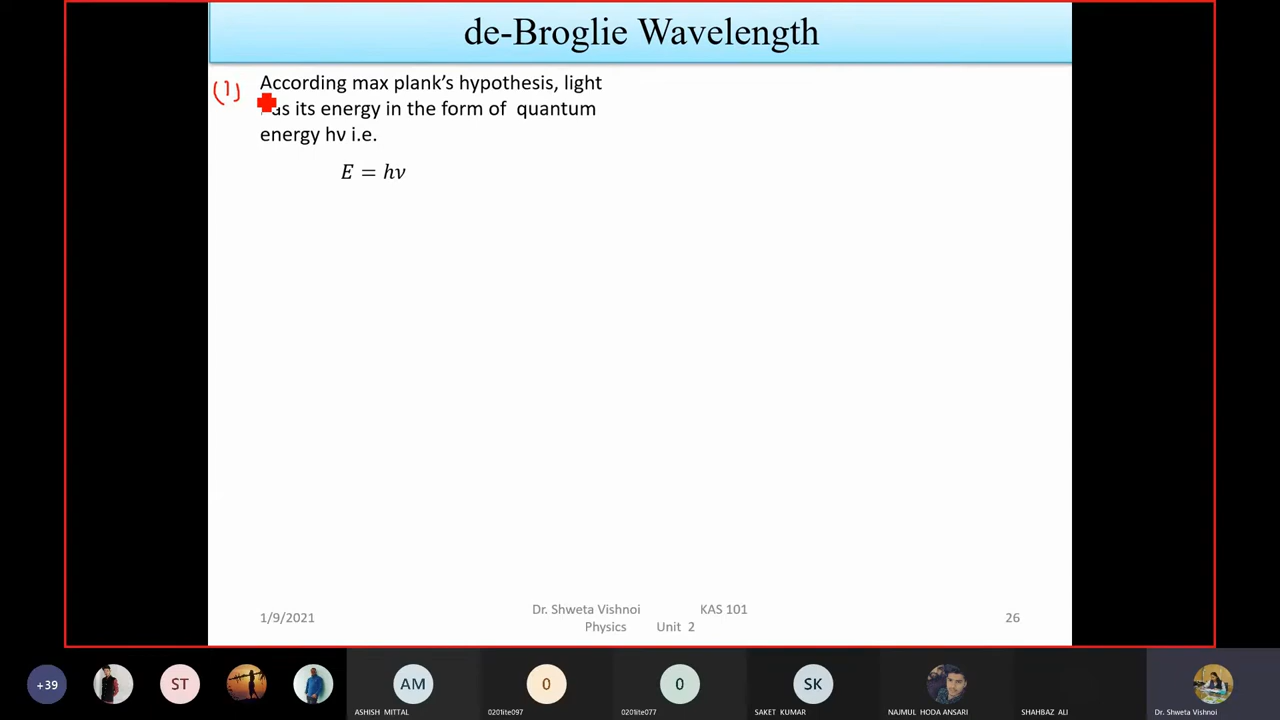 de-Broglie Wavelength
(1)
According max plank's hypothesis, light
as its energy in the form of quantum
energy hν i.e.
E = hν
1/9/2021
Dr. Shweta Vishnoi KAS 101
Physics Unit 2
26
+39
ST
AM
0
0
SK
ASHISH MITTAL
0201ite097
0201ite077
SAKET KUMAR
NAJMUL HODA ANSARI
SHAHBAZ ALI
Dr. Shweta Vishnoi